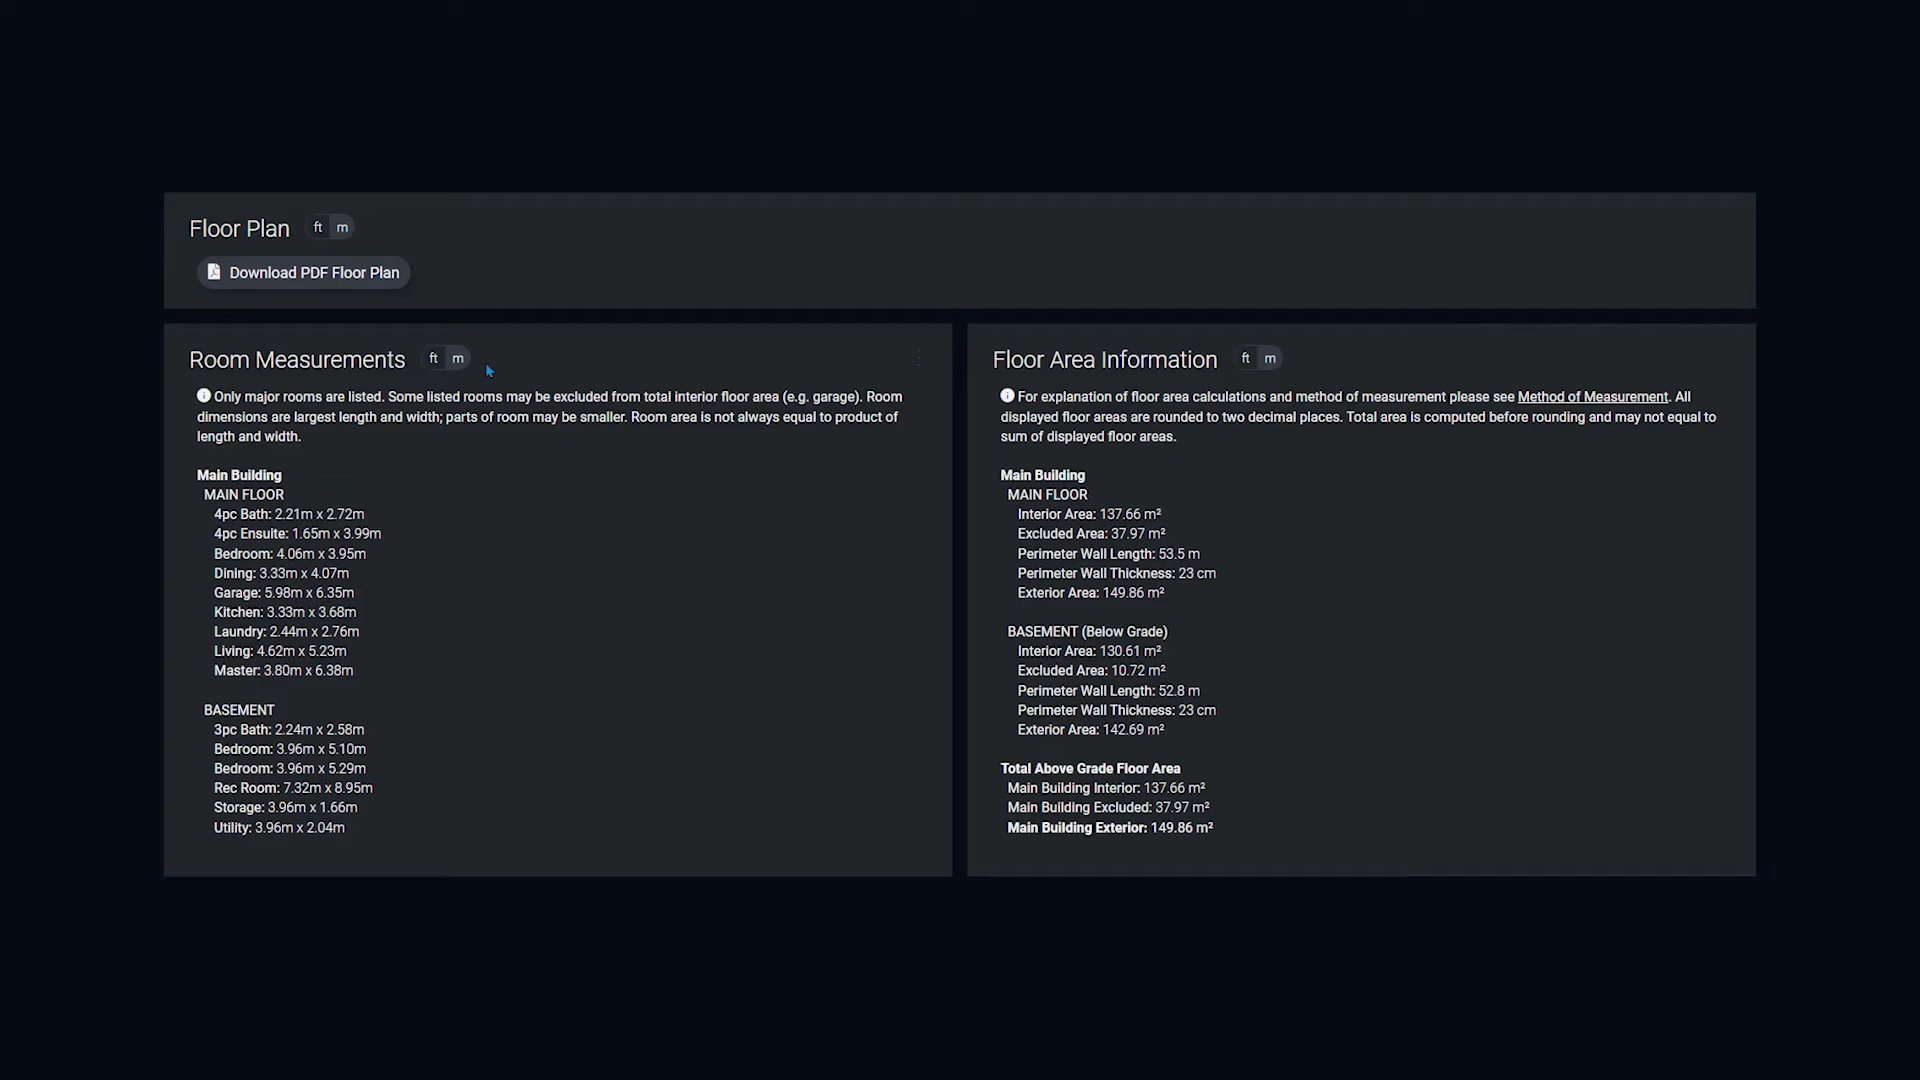 Floor Plan ft m
Download PDF Floor Plan
Room Measurements ft m
Only major rooms are listed. Some listed rooms may be excluded from total interior floor area (e.g. garage). Room
dimensions are largest length and width; parts of room may be smaller. Room area is not always equal to product of
length and width.
Main Building
MAIN FLOOR
4pc Bath: 2.21m x 2.72m
4pc Ensuite: 1.65m x 3.99m
Bedroom: 4.06m x 3.95m
Dining: 3.33m x 4.07m
Garage: 5.98m x 6.35m
Kitchen: 3.33m x 3.68m
Laundry: 2.44m x 2.76m
Living: 4.62m x 5.23m
Master: 3.80m x 6.38m
BASEMENT
3pc Bath: 2.24m x 2.58m
Bedroom: 3.96m x 5.10m
Bedroom: 3.96m x 5.29m
Rec Room: 7.32m x 8.95m
Storage: 3.96m x 1.66m
Utility: 3.96m x 2.04m
Floor Area Information ft m
For explanation of floor area calculations and method of measurement please see Method of Measurement. All
displayed floor areas are rounded to two decimal places. Total area is computed before rounding and may not equal to
sum of displayed floor areas.
Main Building
MAIN FLOOR
Interior Area: 137.66 m²
Excluded Area: 37.97 m²
Perimeter Wall Length: 53.5 m
Perimeter Wall Thickness: 23 cm
Exterior Area: 149.86 m²
BASEMENT (Below Grade)
Interior Area: 130.61 m²
Excluded Area: 10.72 m²
Perimeter Wall Length: 52.8 m
Perimeter Wall Thickness: 23 cm
Exterior Area: 142.69 m²
Total Above Grade Floor Area
Main Building Interior: 137.66 m²
Main Building Excluded: 37.97 m²
Main Building Exterior: 149.86 m²